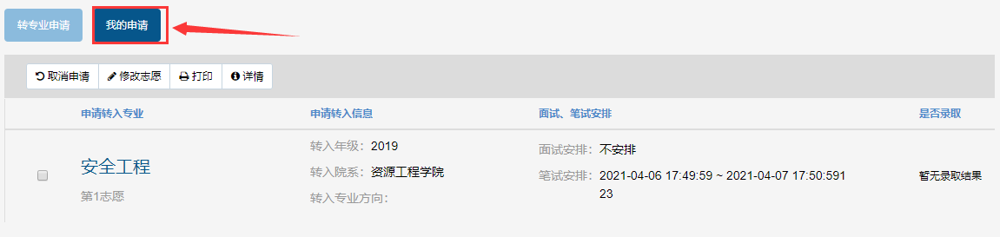 转专业申请 我的申请
取消申请 修改志愿 打印 详情
申请转入专业 申请转入信息 面试、笔试安排 是否录取
安全工程
第1志愿
转入年级：2019
转入院系：资源工程学院
转入专业方向：
面试安排：不安排
笔试安排：2021-04-06 17:49:59 ~ 2021-04-07 17:50:591
23
暂无录取结果